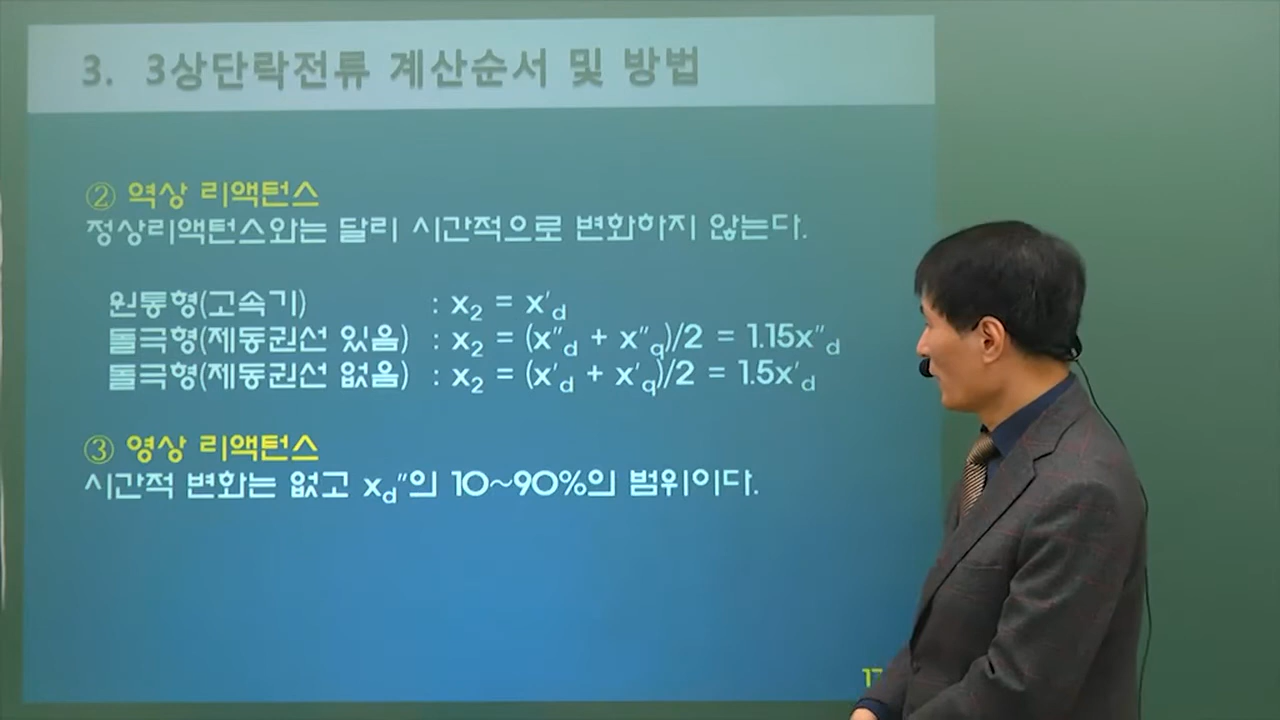 3. 3상단락전류 계산순서 및 방법
② 역상 리액턴스
정상리액턴스와는 달리 시간적으로 변화하지 않는다.
원통형(고속기) : x₂ = x′d
돌극형(제동권선 있음) : x₂ = (x″d + x″q)/2 = 1.15x″d
돌극형(제동권선 없음) : x₂ = (x′d + x′q)/2 = 1.5x′d
③ 영상 리액턴스
시간적 변화는 없고 xd″의 10~90%의 범위이다.